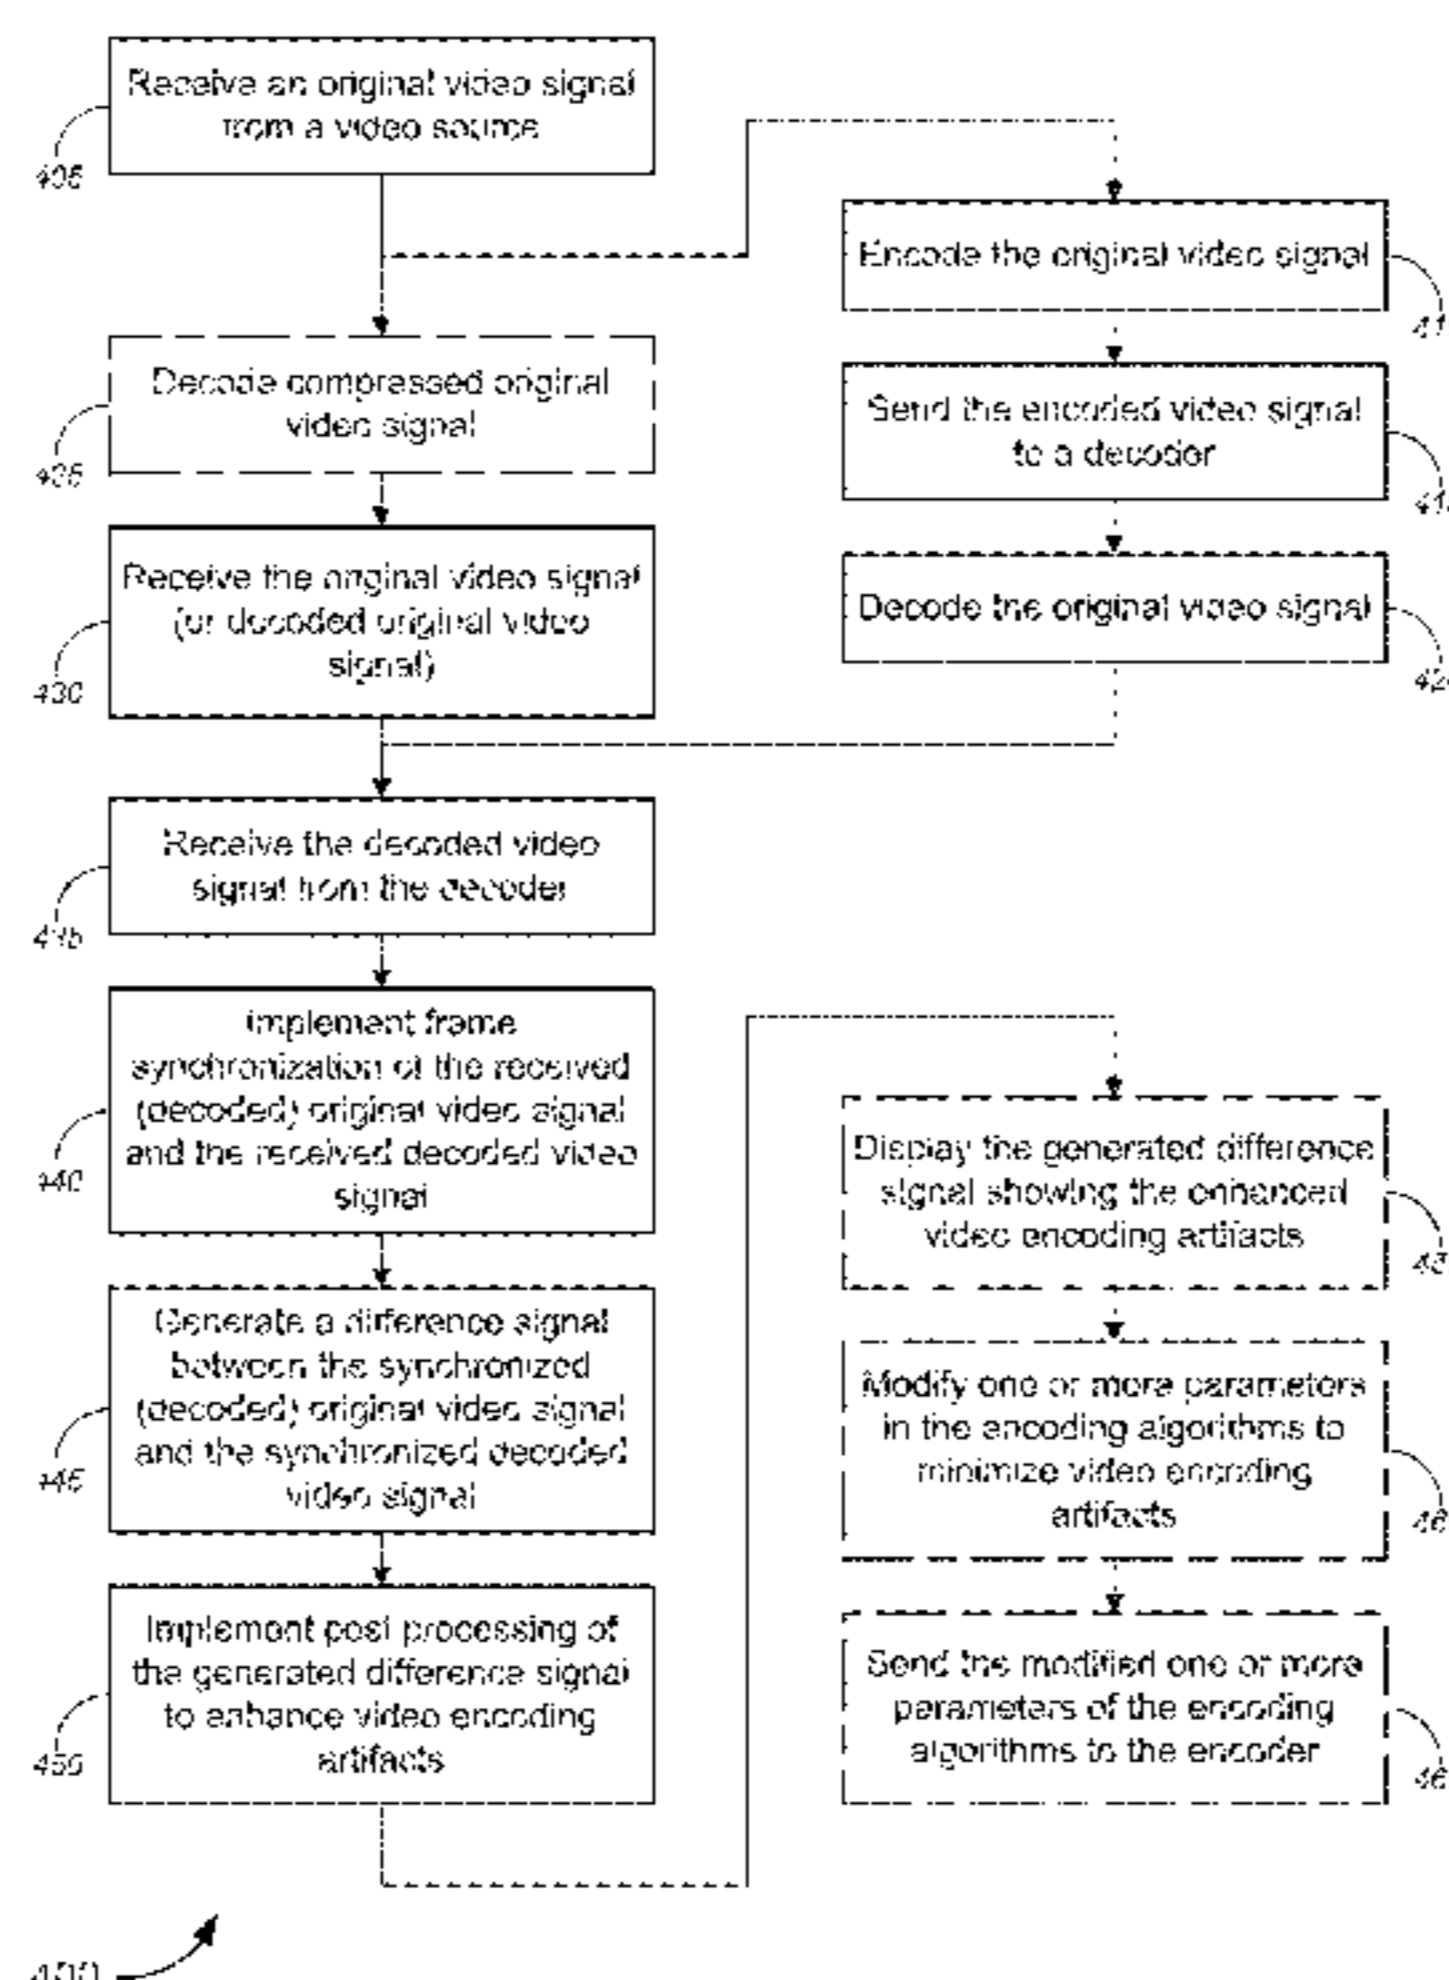 Receive an original video signal
from a video source
405
Encode the original video signal
Decode compressed original
video signal
425
Send the encoded video signal
to a decoder
Receive the original video signal
(or decoded original video
signal)
430
Decode the original video signal
Receive the decoded video
signal from the decoder
435
Implement frame
synchronization of the received
(decoded) original video signal
and the received decoded video
signal
440
Generate a difference signal
between the synchronized
(decoded) original video signal
and the synchronized decoded
video signal
445
Implement post processing of
the generated difference signal
to enhance video encoding
artifacts
450
Display the generated difference
signal showing the enhanced
video encoding artifacts
Modify one or more parameters
in the encoding algorithms to
minimize video encoding
artifacts
Send the modified one or more
parameters of the encoding
algorithms to the encoder
400